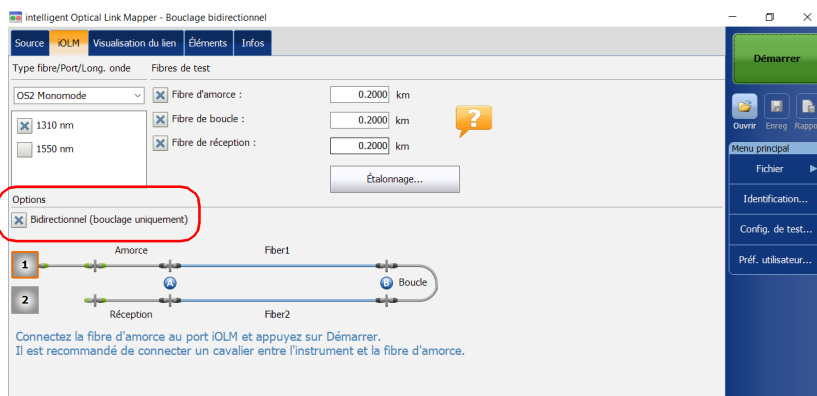 intelligent Optical Link Mapper - Bouclage bidirectionnel
Source iOLM Visualisation du lien Éléments Infos
Type fibre/Port/Long. onde Fibres de test
OS2 Monomode
Fibre d'amorce : 0.2000 km
1310 nm
Fibre de boucle : 0.2000 km
1550 nm
Fibre de réception : 0.2000 km
Étalonnage...
Options
Bidirectionnel (bouclage uniquement)
Amorce Fiber1
1
A B Boucle
2
Réception Fiber2
Connectez la fibre d'amorce au port iOLM et appuyez sur Démarrer.
Il est recommandé de connecter un cavalier entre l'instrument et la fibre d'amorce.
Démarrer
Ouvrir Enreg Rappo
Menu principal
Fichier
Identification...
Config. de test...
Préf. utilisateur...